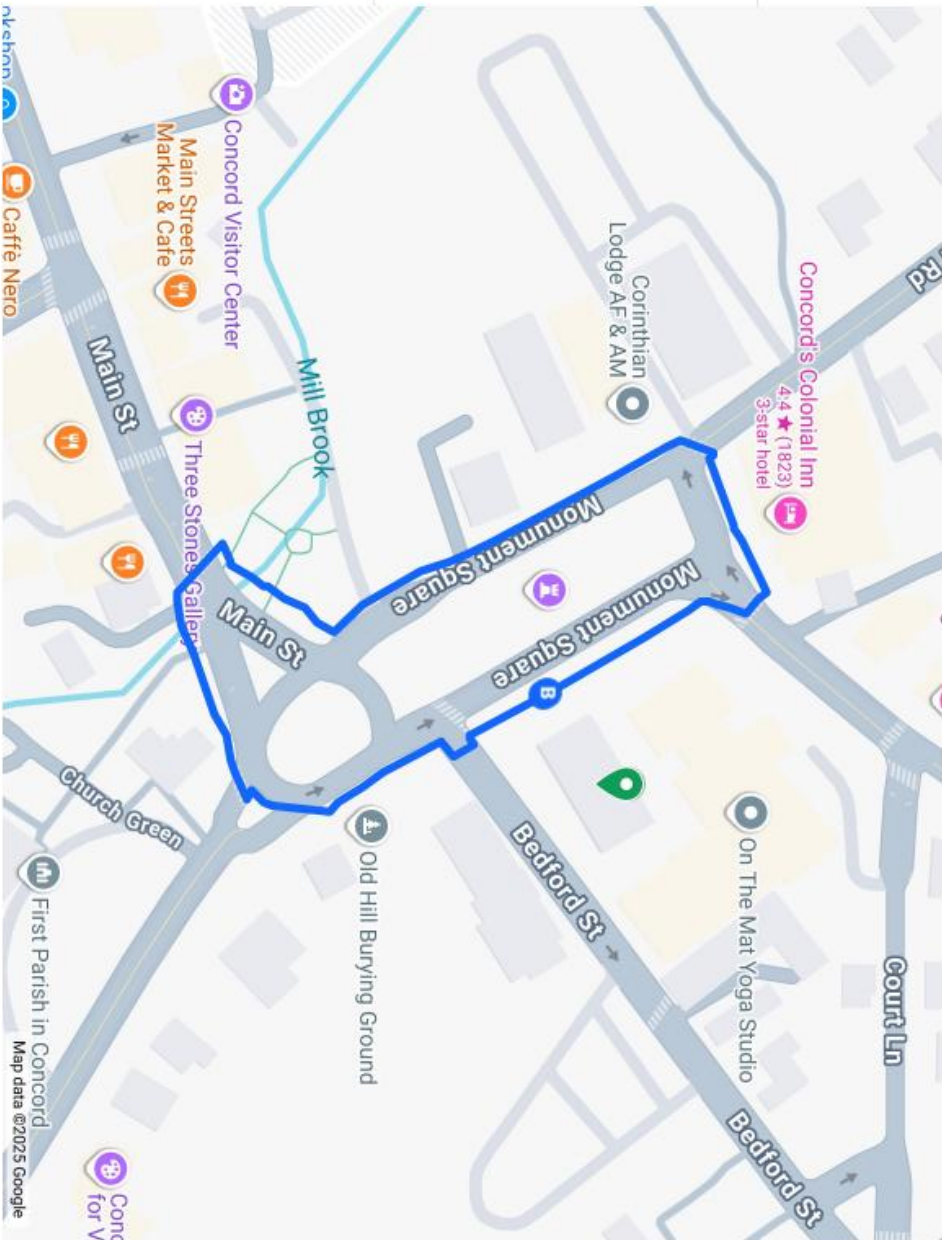 Rd
Court Ln
Concord's Colonial Inn
4.4 ★ (1823)
3-star hotel
Bedford St
On The Mat Yoga Studio
Corinthian
Lodge AF & AM
Monument
Square
B
Monument
Square
Bedford St
Old Hill Burying Ground
Mill Brook
Main St
Concord Visitor Center
Main Streets
Market & Cafe
Three Stones Gallery
Main St
Church Green
Conc
for V
First Parish in Concord
Caffè Nero
okshop
Map data ©2025 Google